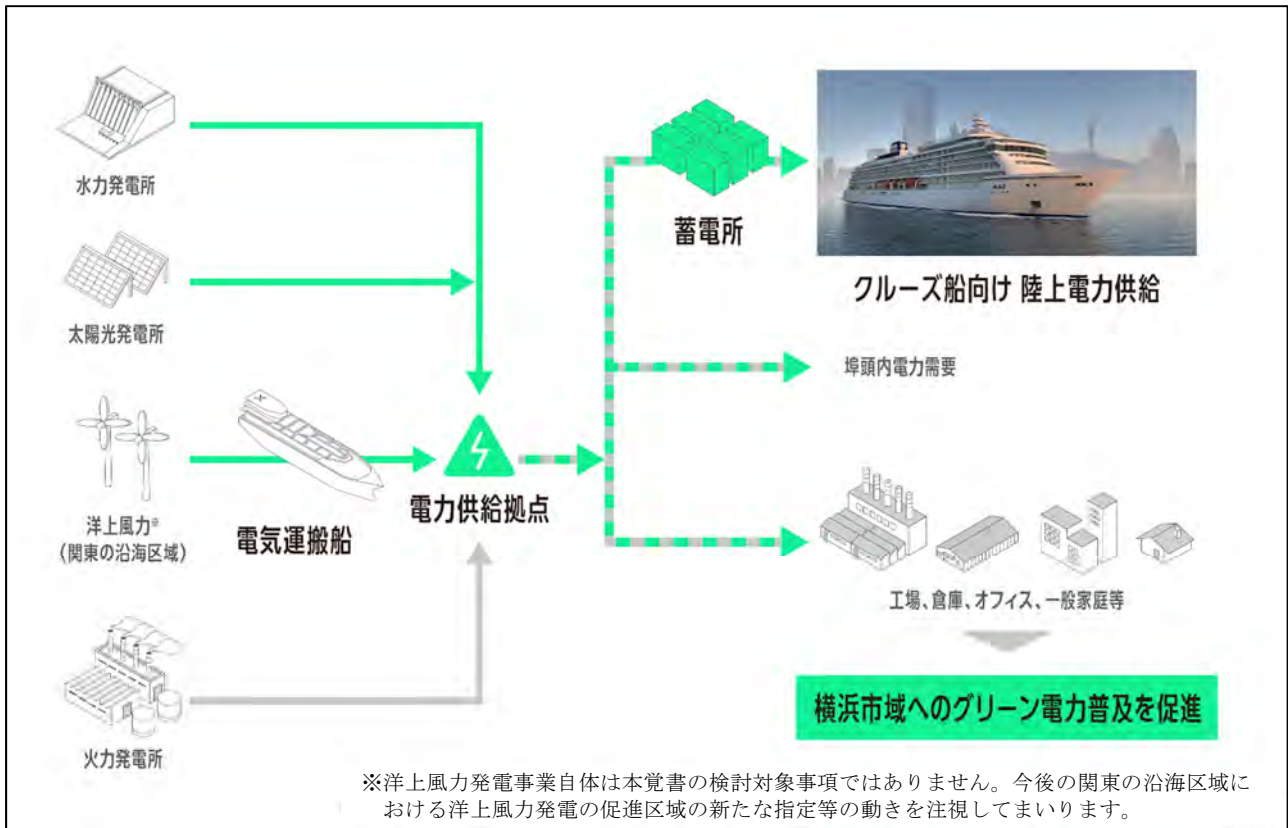 水力発電所
太陽光発電所
洋上風力※
(関東の沿海区域)
火力発電所
電気運搬船
電力供給拠点
蓄電所
クルーズ船向け 陸上電力供給
埠頭内電力需要
工場、倉庫、オフィス、一般家庭等
横浜市域へのグリーン電力普及を促進
※洋上風力発電事業自体は本覚書の検討対象事項ではありません。今後の関東の沿海区域に
おける洋上風力発電の促進区域の新たな指定等の動きを注視してまいります。